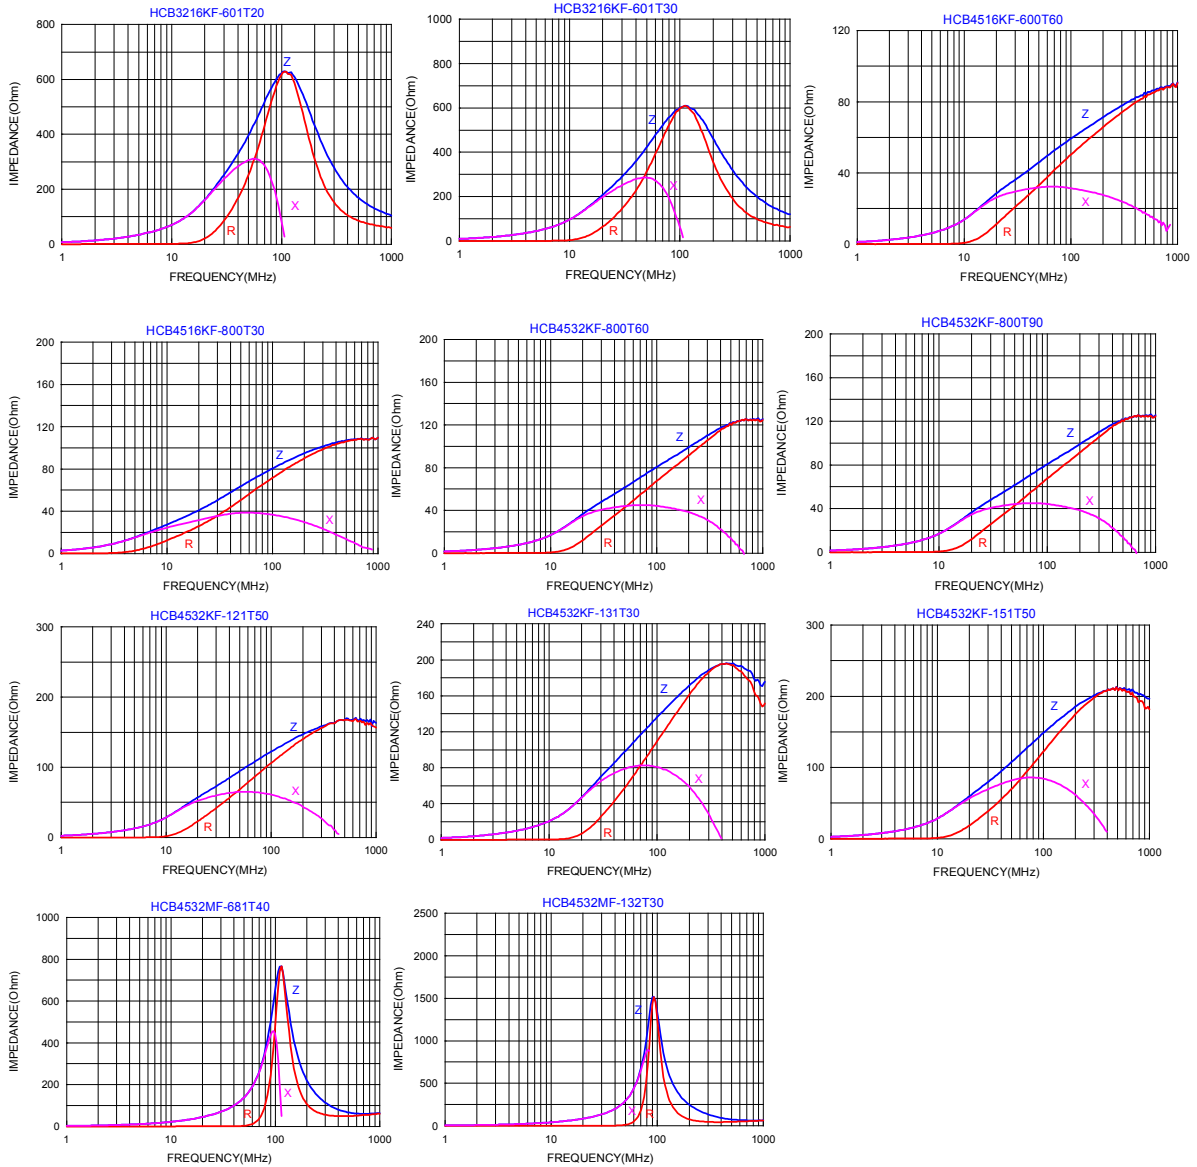 HCB3216KF-601T20
IMPEDANCE(Ohm)
800
600
400
200
0
Z
X
R
1
10
100
1000
FREQUENCY(MHz)
HCB3216KF-601T30
IMPEDANCE(Ohm)
1000
800
600
400
200
0
Z
X
R
1
10
100
1000
FREQUENCY(MHz)
HCB4516KF-600T60
IMPEDANCE(Ohm)
120
80
40
0
Z
X
R
1
10
100
1000
FREQUENCY(MHz)
HCB4516KF-800T30
IMPEDANCE(Ohm)
200
160
120
80
40
0
Z
X
R
1
10
100
1000
FREQUENCY(MHz)
HCB4532KF-800T60
IMPEDANCE(Ohm)
200
160
120
80
40
0
Z
X
R
1
10
100
1000
FREQUENCY(MHz)
HCB4532KF-800T90
IMPEDANCE(Ohm)
200
160
120
80
40
0
Z
X
R
1
10
100
1000
FREQUENCY(MHz)
HCB4532KF-121T50
IMPEDANCE(Ohm)
300
200
100
0
Z
X
R
1
10
100
1000
FREQUENCY(MHz)
HCB4532KF-131T30
IMPEDANCE(Ohm)
240
200
160
120
80
40
0
Z
X
R
1
10
100
1000
FREQUENCY(MHz)
HCB4532KF-151T50
IMPEDANCE(Ohm)
300
200
100
0
Z
X
R
1
10
100
1000
FREQUENCY(MHz)
HCB4532MF-681T40
IMPEDANCE(Ohm)
1000
800
600
400
200
0
Z
X
R
1
10
100
1000
FREQUENCY(MHz)
HCB4532MF-132T30
IMPEDANCE(Ohm)
2500
2000
1500
1000
500
0
Z
X
R
1
10
100
1000
FREQUENCY(MHz)